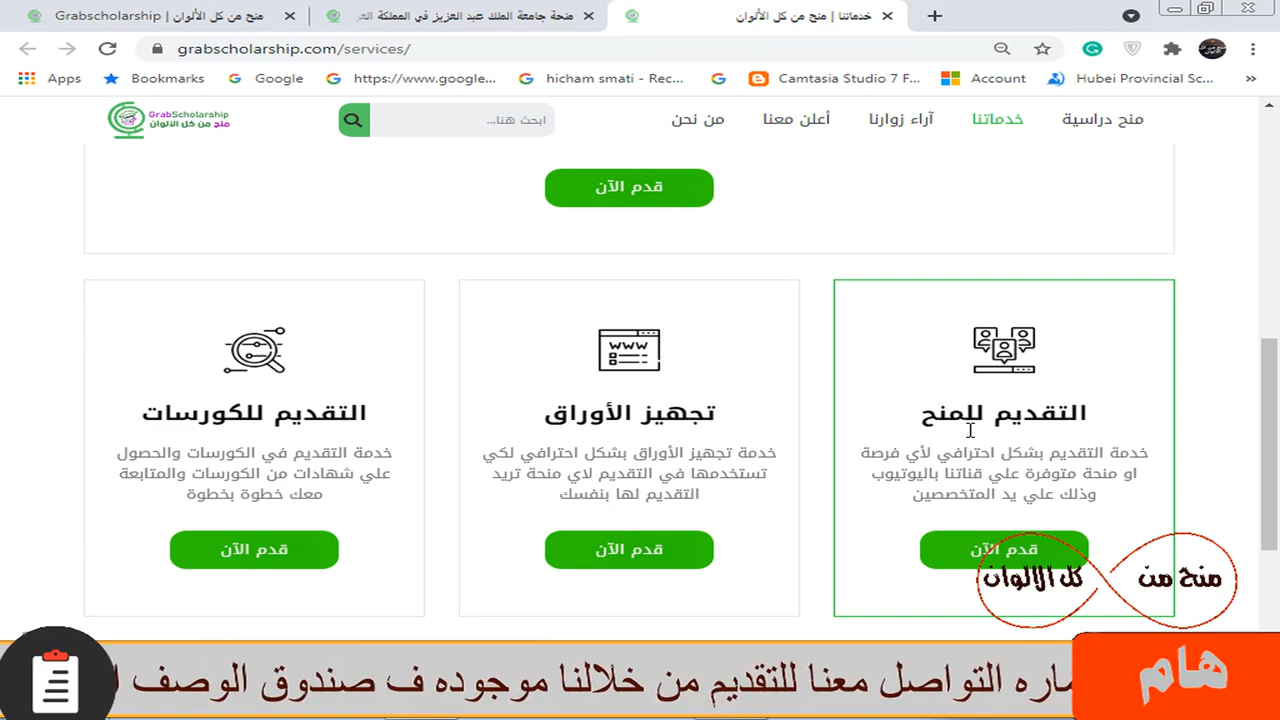 Grabscholarship | منح من كل الألوان
منحة جامعة الملك عبد العزيز في المملكة العر
خدماتنا | منح من كل الألوان
grabscholarship.com/services/
Apps
Bookmarks
Google
https://www.google...
hicham smati - Rec...
Camtasia Studio 7 F...
Account
Hubei Provincial Sc...
»
GrabScholarship
منح من كل الألوان
ابحث هنا...
منح دراسية
خدماتنا
آراء زوارنا
أعلن معنا
من نحن
قدم الآن
التقديم للمنح
خدمة التقديم بشكل احترافي لأي فرصة
او منحة متوفرة علي قناتنا باليوتيوب
وذلك علي يد المتخصصين
قدم الآن
تجهيز الأوراق
WWW
خدمة تجهيز الأوراق بشكل احترافي لكي
تستخدمها في التقديم لاي منحة تريد
التقديم لها بنفسك
قدم الآن
التقديم للكورسات
خدمة التقديم في الكورسات والحصول
علي شهادات من الكورسات والمتابعة
معك خطوة بخطوة
قدم الآن
منح من كل الالوان
هام
ماره التواصل معنا للتقديم من خلالنا موجوده ف صندوق الوصف